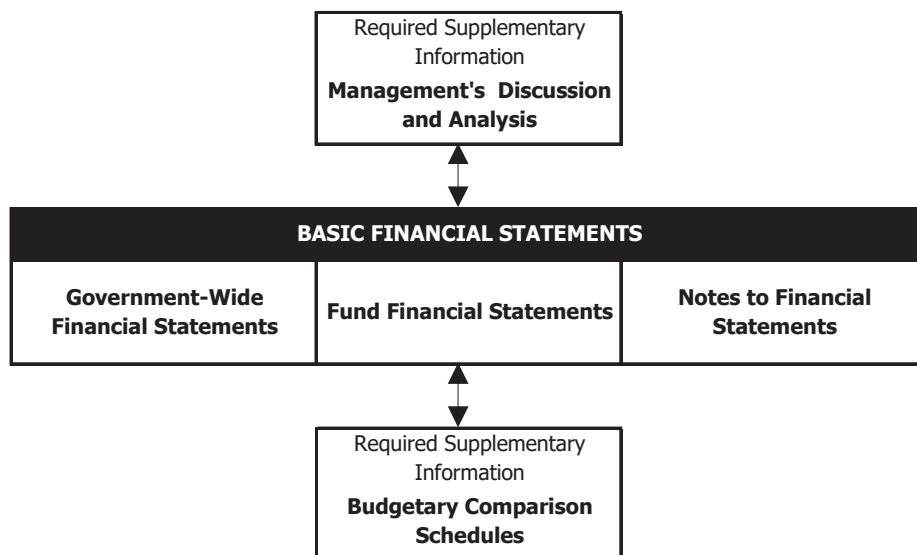 Required Supplementary
Information
Management's Discussion
and Analysis
BASIC FINANCIAL STATEMENTS
Government-Wide
Financial Statements
Fund Financial Statements
Notes to Financial
Statements
Required Supplementary
Information
Budgetary Comparison
Schedules